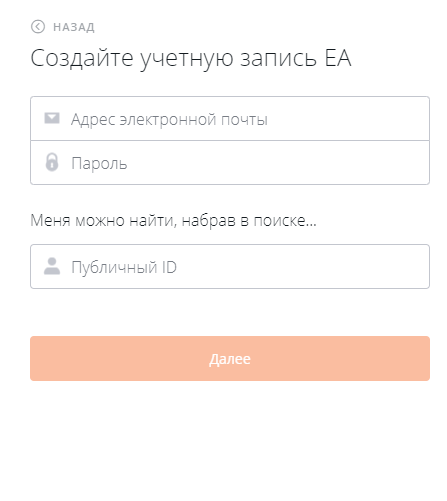 НАЗАД
Создайте учетную запись EA
Адрес электронной почты
Пароль
Меня можно найти, набрав в поиске...
Публичный ID
Далее